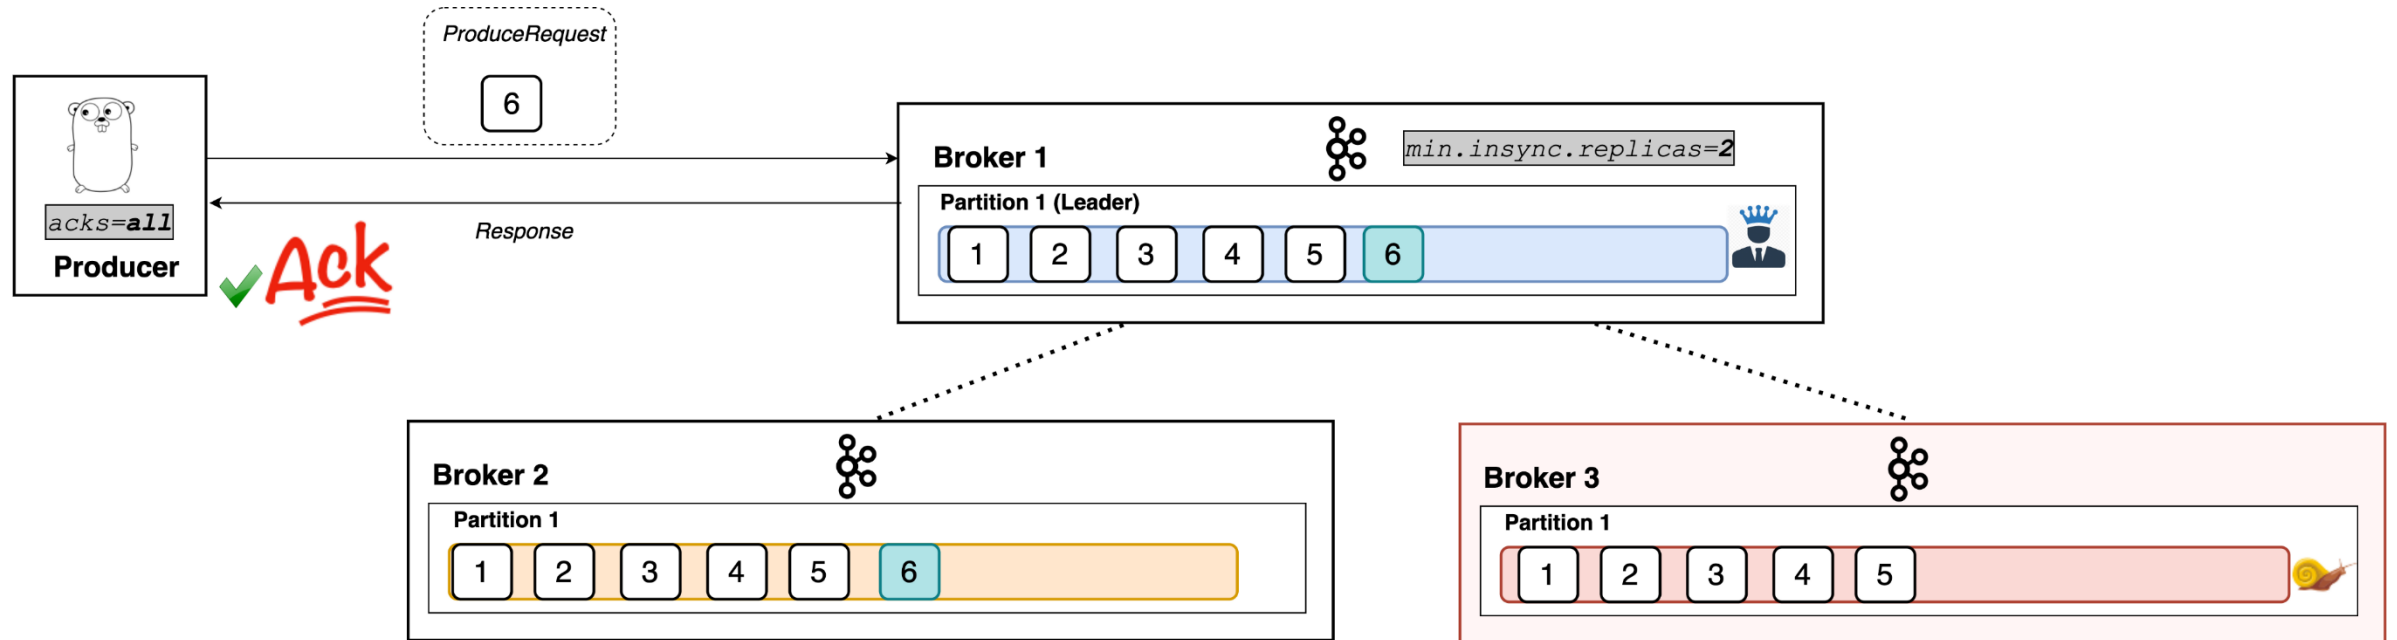 ProduceRequest
6
acks=all
Producer
Response
Ack
Broker 1
min.insync.replicas=2
Partition 1 (Leader)
1 2 3 4 5 6
Broker 2
Partition 1
1 2 3 4 5 6
Broker 3
Partition 1
1 2 3 4 5